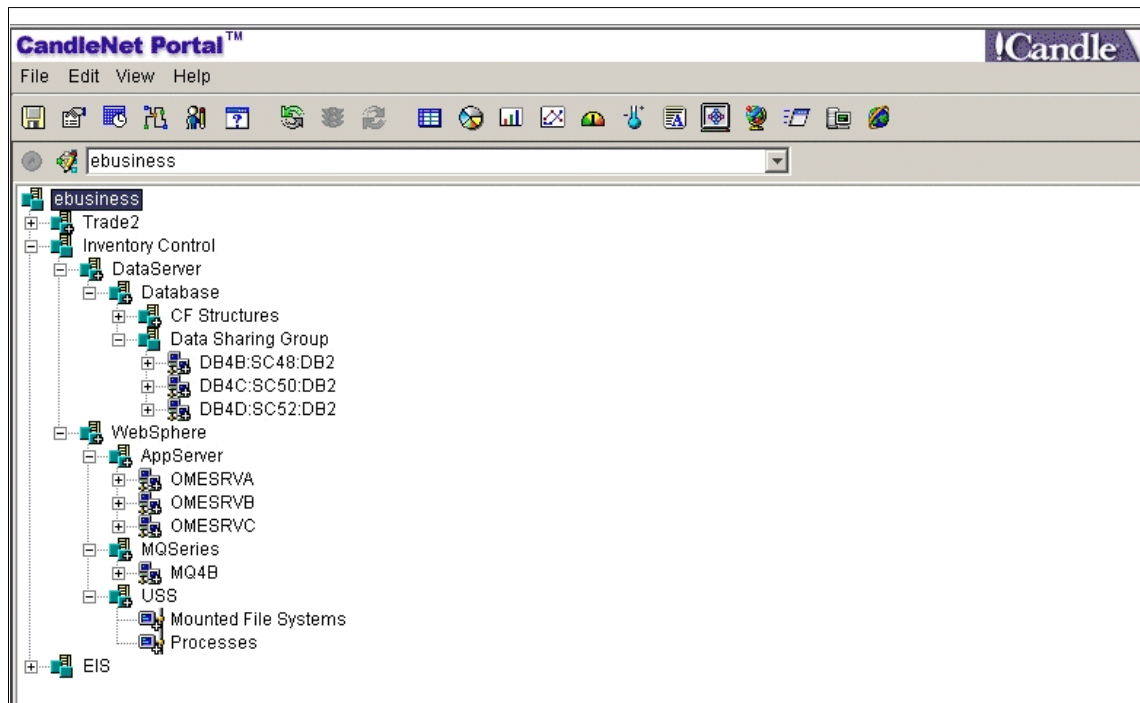 CandleNet Portal™
!Candle
File Edit View Help
ebusiness
ebusiness
Trade2
Inventory Control
DataServer
Database
CF Structures
Data Sharing Group
DB4B:SC48:DB2
DB4C:SC50:DB2
DB4D:SC52:DB2
WebSphere
AppServer
OMESRVA
OMESRVB
OMESRVC
MQSeries
MQ4B
USS
Mounted File Systems
Processes
EIS